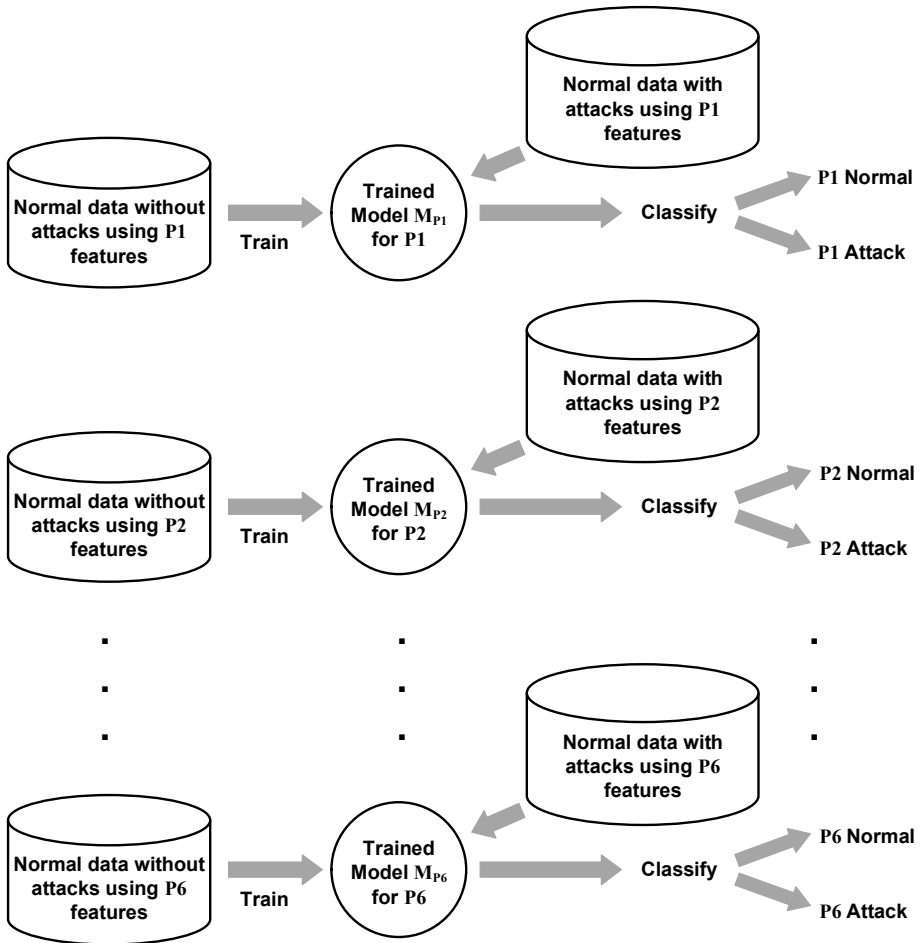 Normal data with
attacks using P1
features
Normal data without
attacks using P1
features
Train
Trained
Model M_P1
for P1
Classify
P1 Normal
P1 Attack
Normal data with
attacks using P2
features
Normal data without
attacks using P2
features
Train
Trained
Model M_P2
for P2
Classify
P2 Normal
P2 Attack
Normal data with
attacks using P6
features
Normal data without
attacks using P6
features
Train
Trained
Model M_P6
for P6
Classify
P6 Normal
P6 Attack